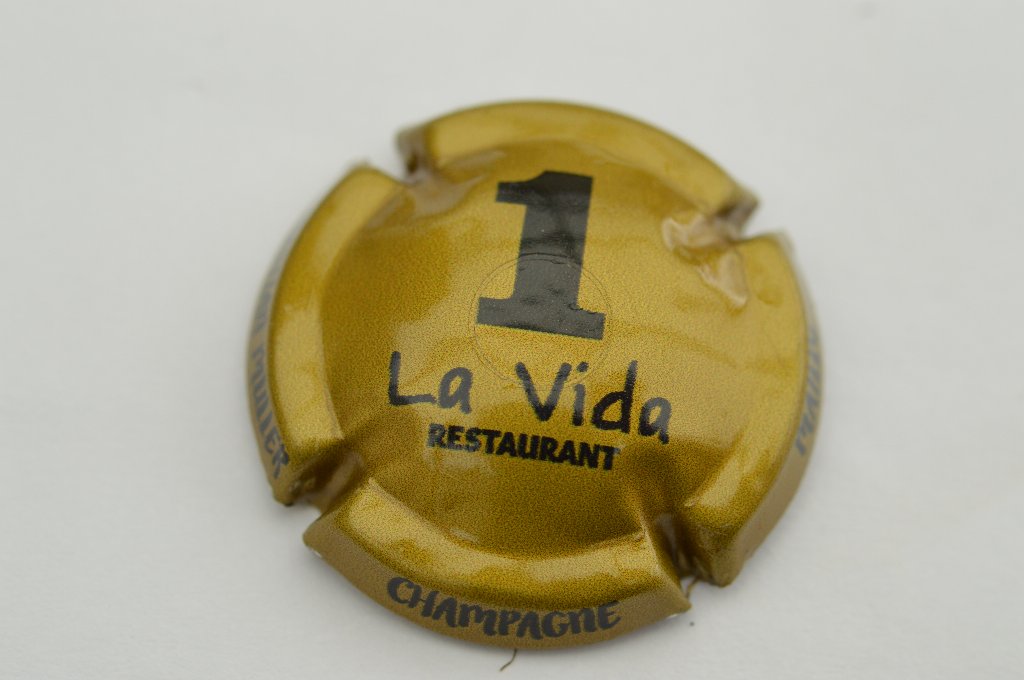 1
La Vida
RESTAURANT
CHAMPAGNE